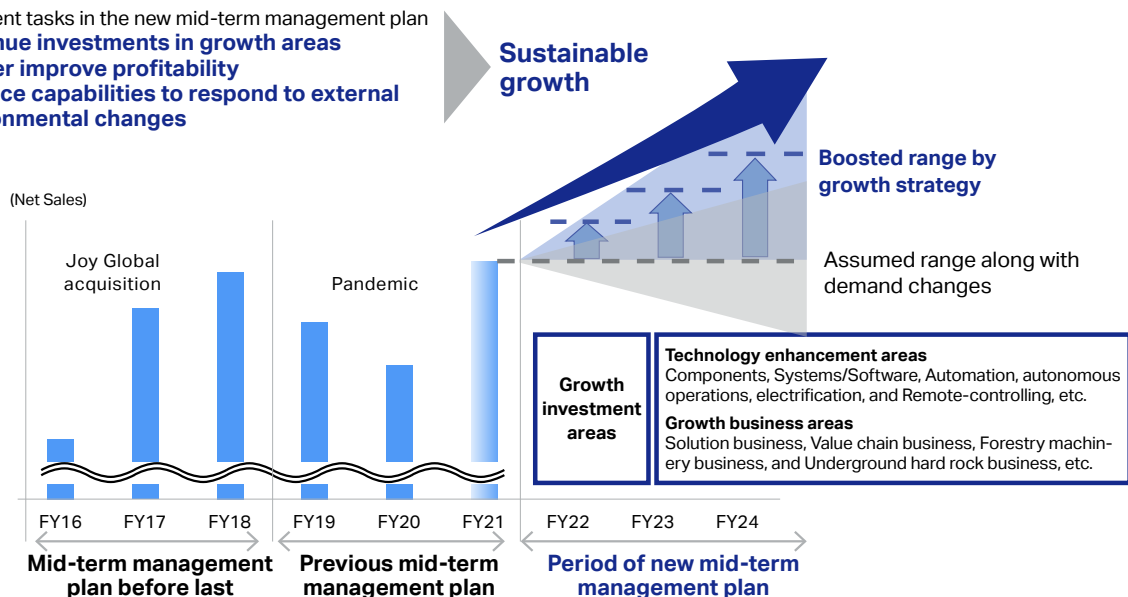 ent tasks in the new mid-term management plan
nue investments in growth areas
er improve profitability
ce capabilities to respond to external
onmental changes
Sustainable
growth
(Net Sales)
Joy Global
acquisition
Pandemic
Boosted range by
growth strategy
Assumed range along with
demand changes
Growth
investment
areas
Technology enhancement areas
Components, Systems/Software, Automation, autonomous
operations, electrification, and Remote-controlling, etc.
Growth business areas
Solution business, Value chain business, Forestry machin-
ery business, and Underground hard rock business, etc.
FY16 FY17 FY18 FY19 FY20 FY21 FY22 FY23 FY24
Mid-term management
plan before last
Previous mid-term
management plan
Period of new mid-term
management plan